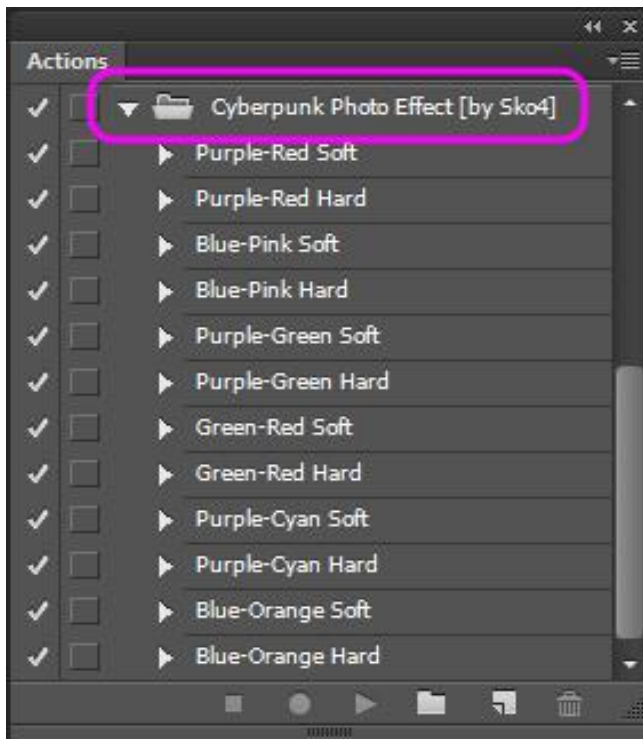 Actions
Cyberpunk Photo Effect [by Sko4]
Purple-Red Soft
Purple-Red Hard
Blue-Pink Soft
Blue-Pink Hard
Purple-Green Soft
Purple-Green Hard
Green-Red Soft
Green-Red Hard
Purple-Cyan Soft
Purple-Cyan Hard
Blue-Orange Soft
Blue-Orange Hard